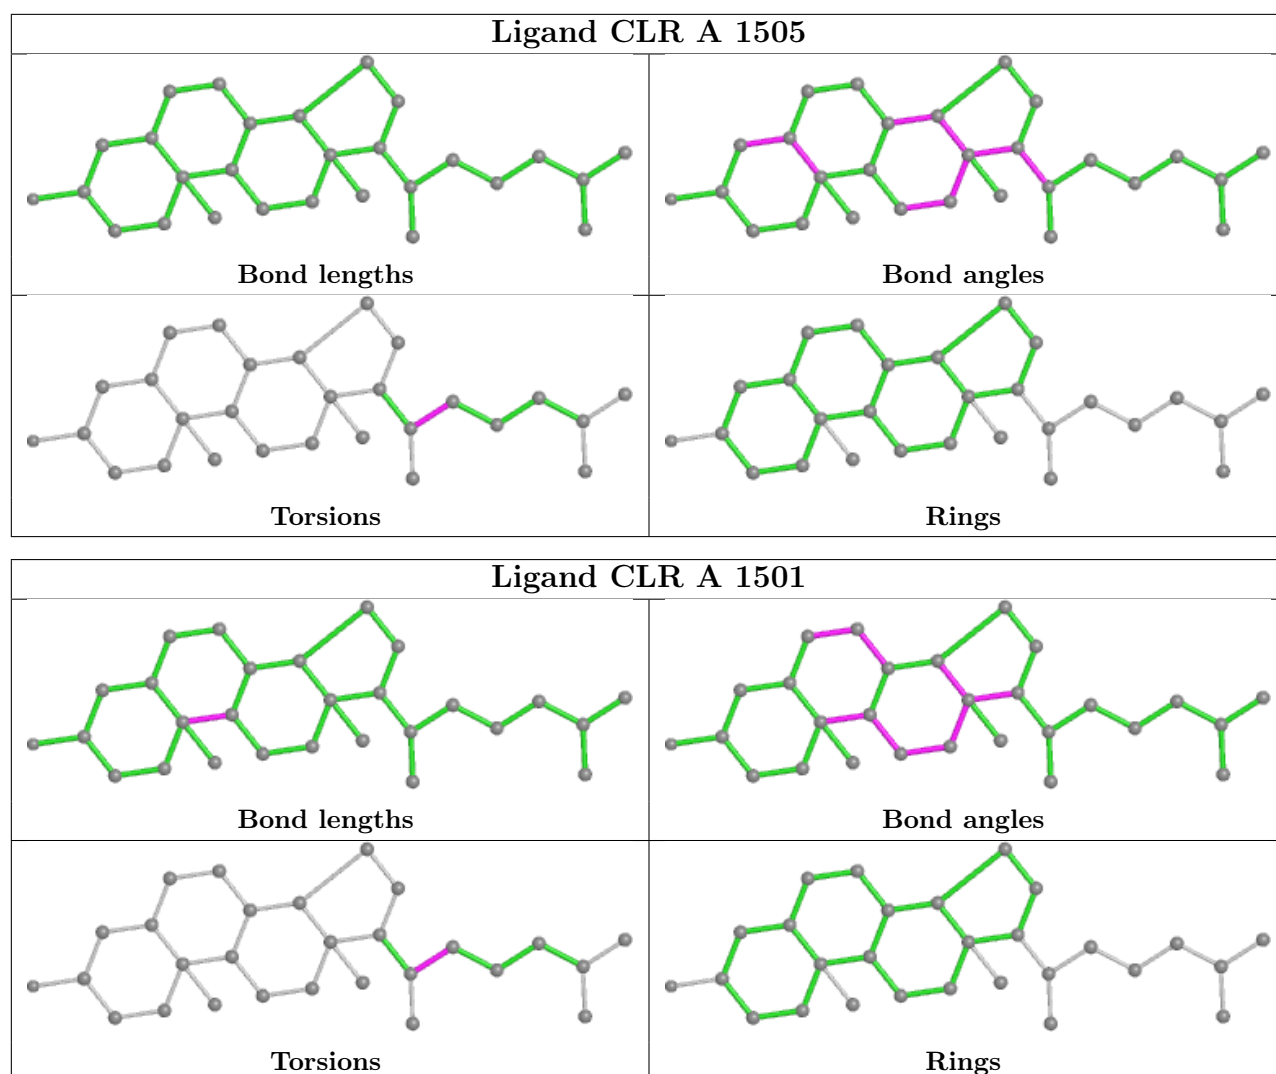 Ligand CLR A 1505
Bond lengths
Bond angles
Torsions
Rings
Ligand CLR A 1501
Bond lengths
Bond angles
Torsions
Rings